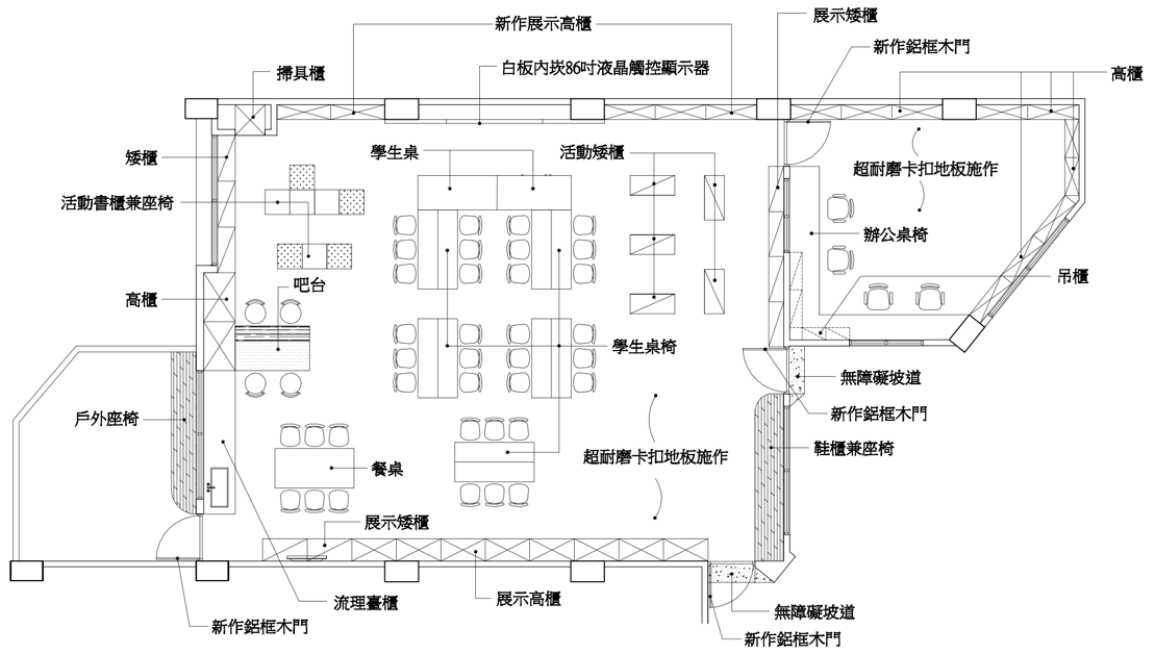 展示矮櫃
新作展示高櫃
新作鋁框木門
白板內崁86吋液晶觸控顯示器
掃具櫃
高櫃
矮櫃
學生桌
活動矮櫃
超耐磨卡扣地板施作
活動書櫃兼座椅
辦公桌椅
吊櫃
吧台
高櫃
學生桌椅
無障礙坡道
新作鋁框木門
戶外座椅
鞋櫃兼座椅
超耐磨卡扣地板施作
餐桌
展示矮櫃
流理臺櫃
展示高櫃
無障礙坡道
新作鋁框木門
新作鋁框木門